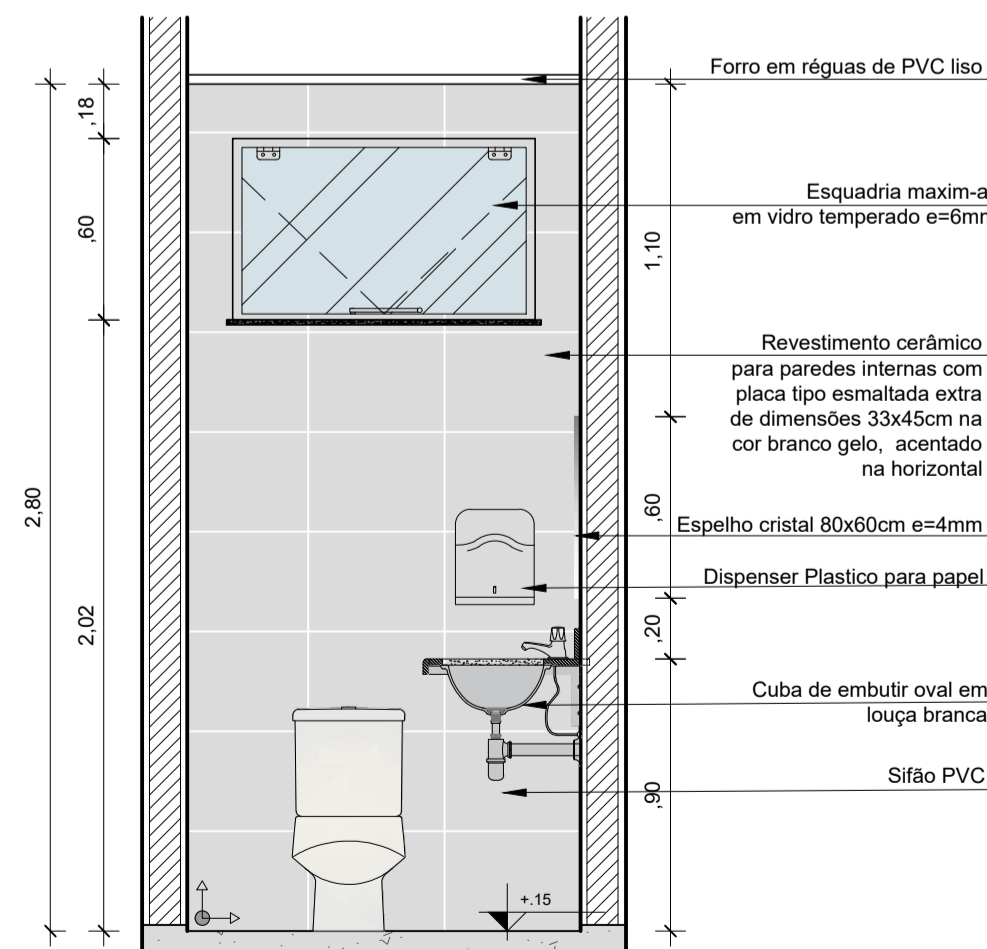 Forro em réguas de PVC liso
,18
Esquadria maxim-a
em vidro temperado e=6mm
,60
1,10
Revestimento cerâmico
para paredes internas com
placa tipo esmaltada extra
de dimensões 33x45cm na
cor branco gelo, acentado
na horizontal
2,80
,60
Espelho cristal 80x60cm e=4mm
Dispenser Plastico para papel
2,02
,20
Cuba de embutir oval em
louça branca
Sifão PVC
,90
+.15